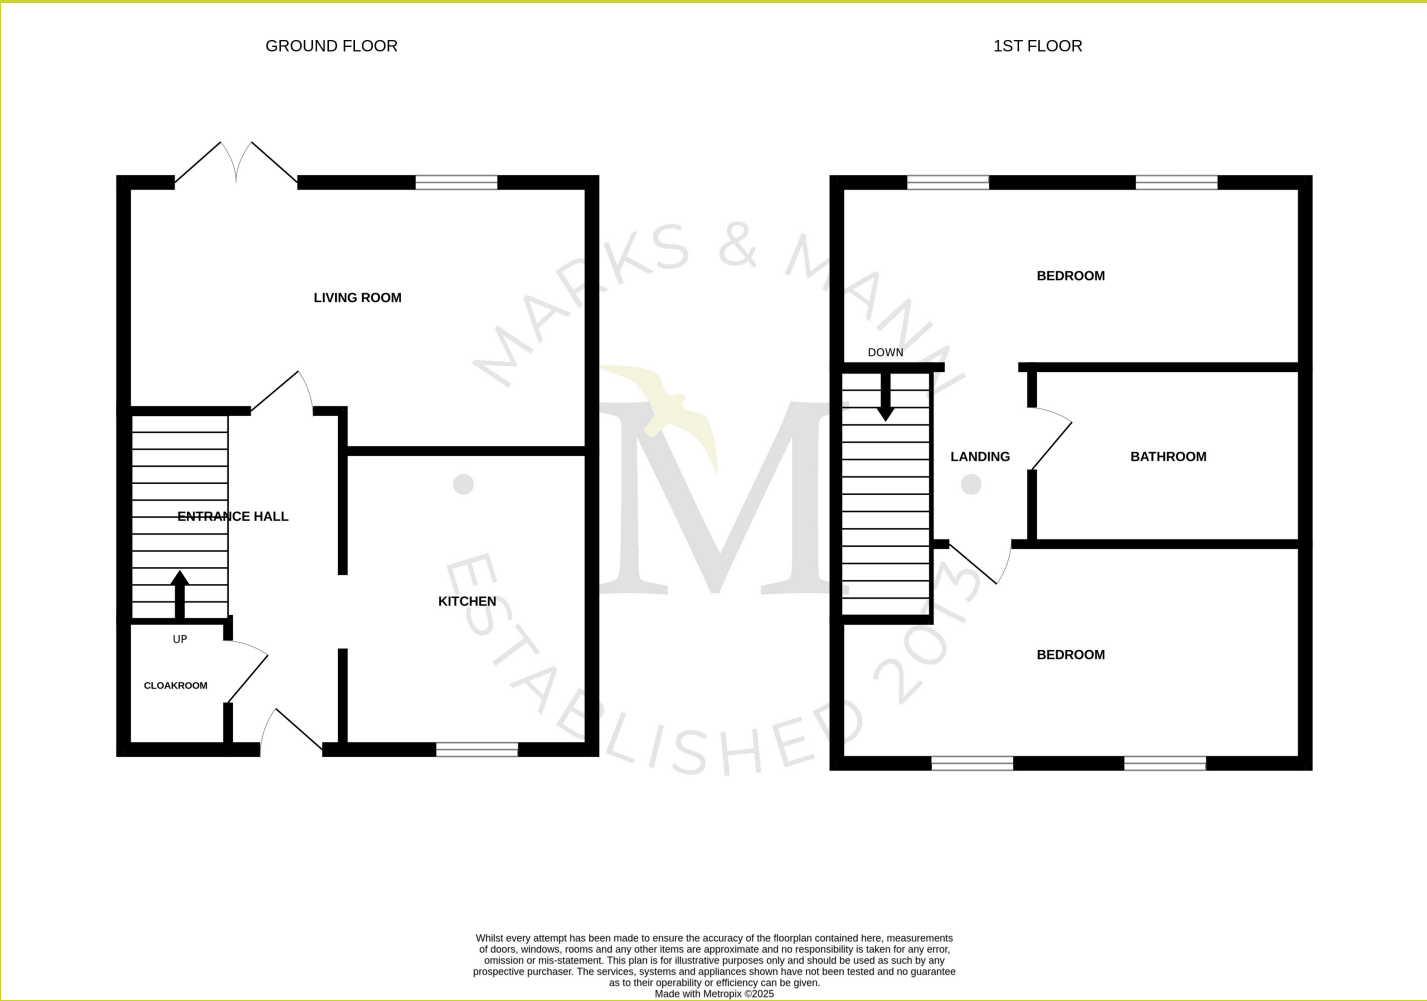 GROUND FLOOR
1ST FLOOR
LIVING ROOM
ENTRANCE HALL
KITCHEN
UP
CLOAKROOM
BEDROOM
DOWN
LANDING
BATHROOM
BEDROOM
MARKS & MANN
M
ESTABLISHED 2013
Whilst every attempt has been made to ensure the accuracy of the floorplan contained here, measurements
of doors, windows, rooms and any other items are approximate and no responsibility is taken for any error,
omission or mis-statement. This plan is for illustrative purposes only and should be used as such by any
prospective purchaser. The services, systems and appliances shown have not been tested and no guarantee
as to their operability or efficiency can be given.
Made with Metropix ©2025